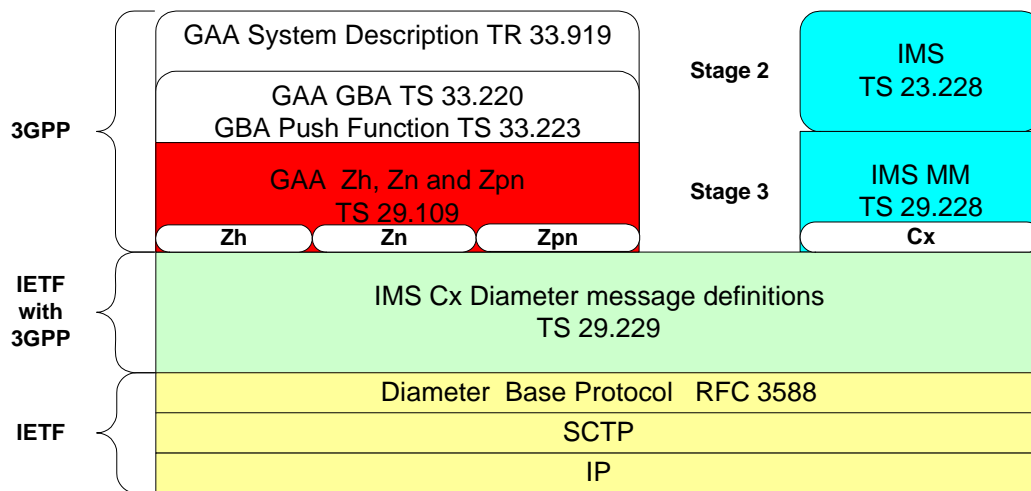 GAA System Description TR 33.919
GAA GBA TS 33.220
GBA Push Function TS 33.223
GAA Zh, Zn and Zpn
TS 29.109
Zh
Zn
Zpn
Stage 2
Stage 3
IMS
TS 23.228
IMS MM
TS 29.228
Cx
3GPP
IETF
with
3GPP
IMS Cx Diameter message definitions
TS 29.229
IETF
Diameter Base Protocol RFC 3588
SCTP
IP